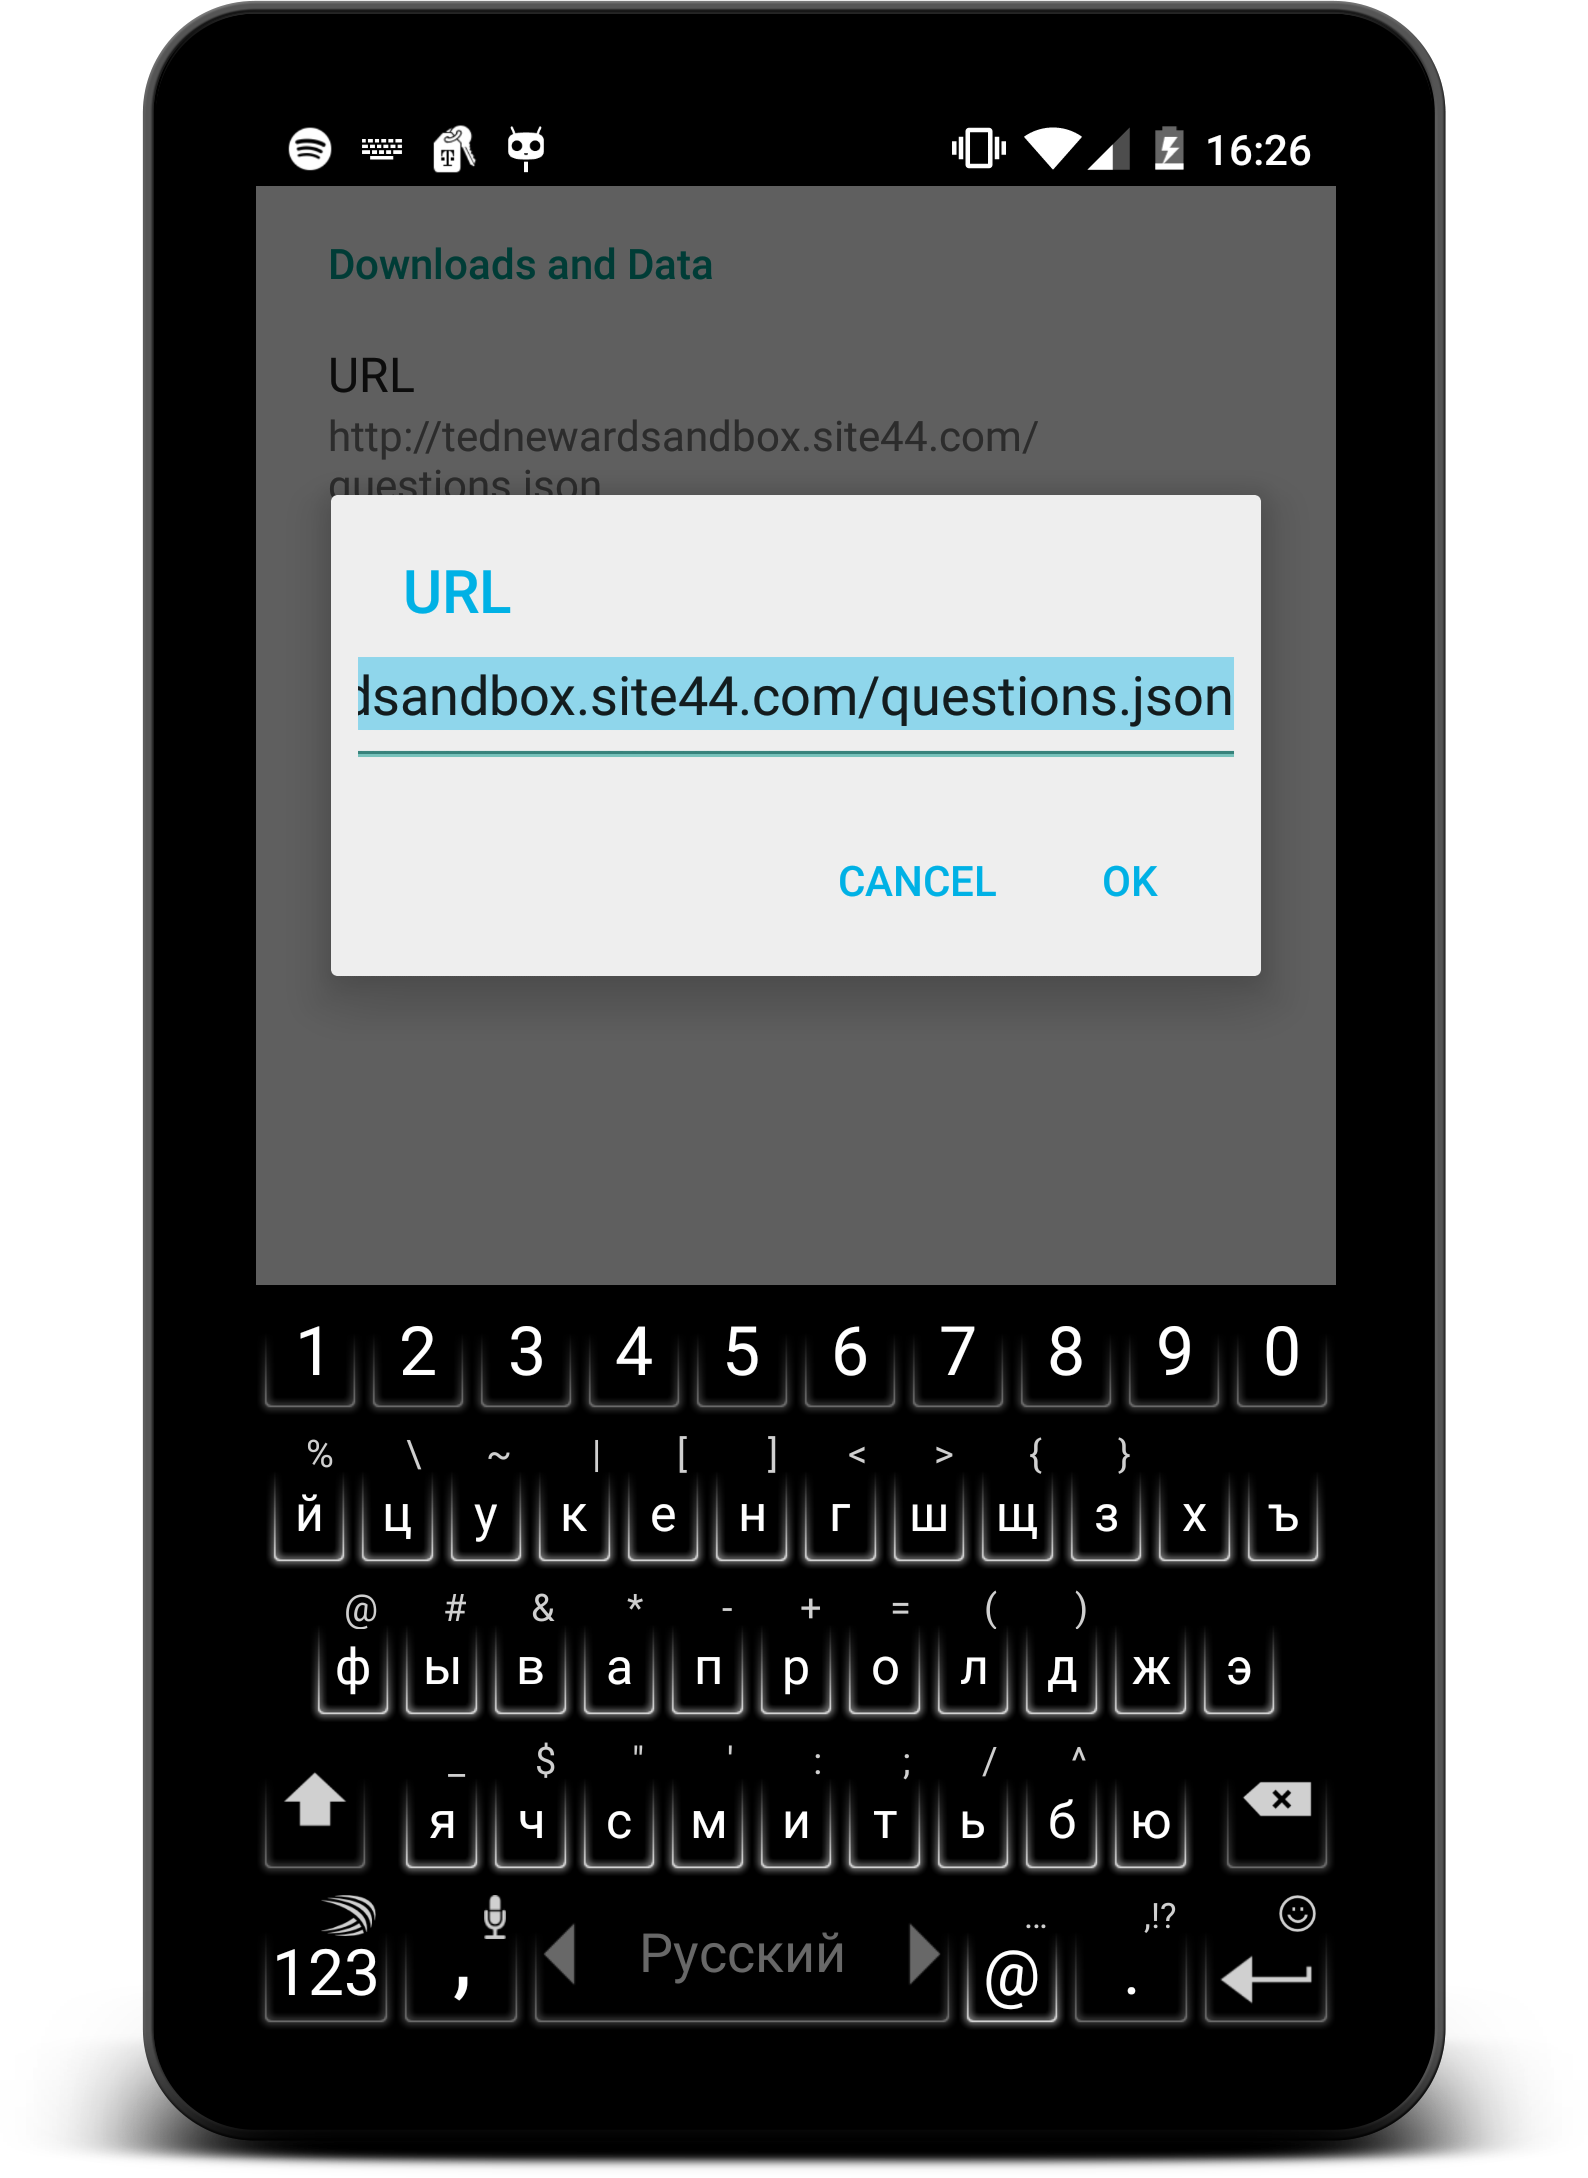 16:26
Downloads and Data
URL
http://tednewardsandbox.site44.com/
questions.json
URL
dsandbox.site44.com/questions.json
CANCEL OK
1 2 3 4 5 6 7 8 9 0
% \ ~ | [ ] < > { }
й ц у к е н г ш щ з х ъ
@ # & * - + = ( )
ф ы в а п р о л д ж э
_ $ " ' : ; / ^
я ч с м и т ь б ю
... ,!?
123 , Русский @ .